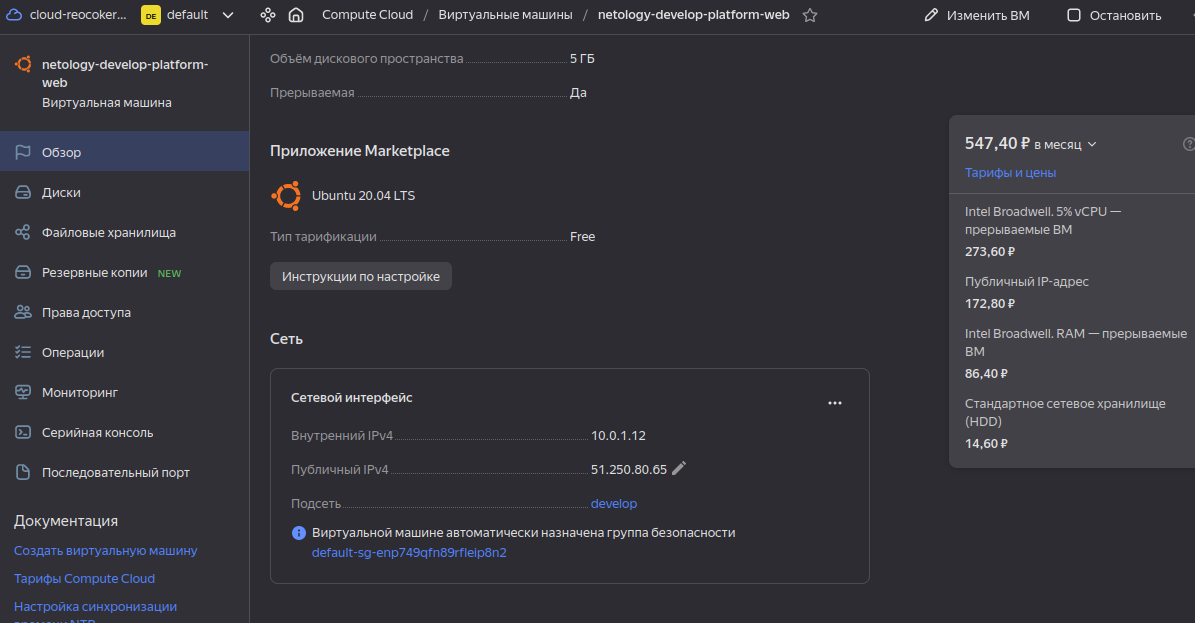 cloud-reocoker...
DE
default
Compute Cloud / Виртуальные машины / netology-develop-platform-web
Изменить ВМ
Остановить
netology-develop-platform-
web
Виртуальная машина
Обзор
Диски
Файловые хранилища
Резервные копии NEW
Права доступа
Операции
Мониторинг
Серийная консоль
Последовательный порт
Документация
Создать виртуальную машину
Тарифы Compute Cloud
Настройка синхронизации
Объём дискового пространства 5 ГБ
Прерываемая Да
Приложение Marketplace
Ubuntu 20.04 LTS
Тип тарификации Free
Инструкции по настройке
Сеть
Сетевой интерфейс
Внутренний IPv4 10.0.1.12
Публичный IPv4 51.250.80.65
Подсеть develop
Виртуальной машине автоматически назначена группа безопасности
default-sg-enp749qfn89rflelp8n2
547,40 ₽ в месяц
Тарифы и цены
Intel Broadwell. 5% vCPU —
прерываемые ВМ
273,60 ₽
Публичный IP-адрес
172,80 ₽
Intel Broadwell. RAM — прерываемые
ВМ
86,40 ₽
Стандартное сетевое хранилище
(HDD)
14,60 ₽